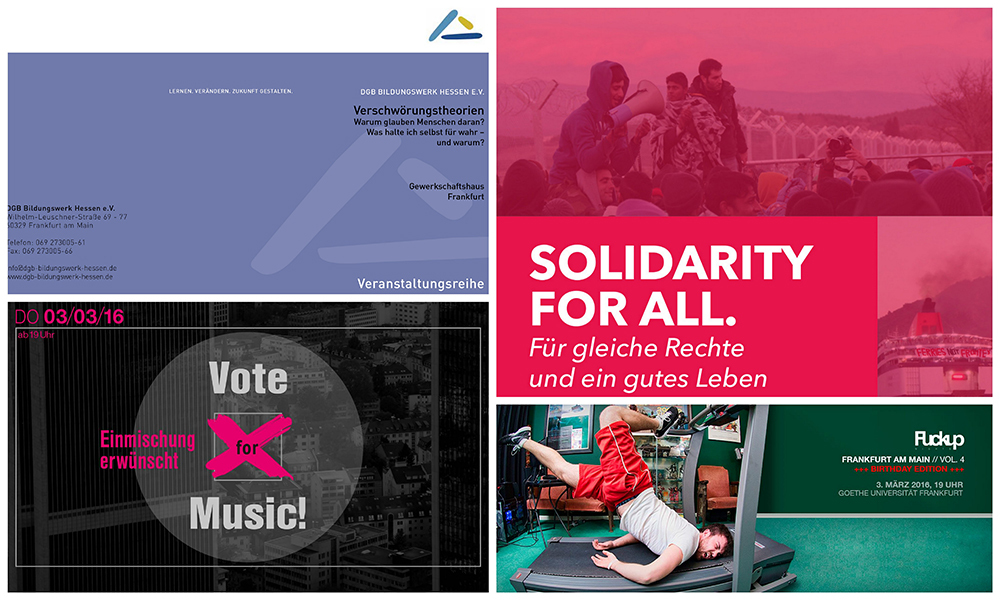 LERNEN. VERÄNDERN. ZUKUNFT GESTALTEN.
DGB BILDUNGSWERK HESSEN E.V.
Verschwörungstheorien
Warum glauben Menschen daran?
Was halte ich selbst für wahr –
und warum?
Gewerkschaftshaus
Frankfurt
DGB Bildungswerk Hessen e.V.
Wilhelm-Leuschner-Straße 69 - 77
60329 Frankfurt am Main
Telefon: 069 273005-61
Fax: 069 273005-66
info@dgb-bildungswerk-hessen.de
www.dgb-bildungswerk-hessen.de
Veranstaltungsreihe
SOLIDARITY
FOR ALL.
Für gleiche Rechte
und ein gutes Leben
FERRIES NOT FRONTEX
DO 03/03/16
ab 19 Uhr
Vote
Einmischung
erwünscht
for
Music!
Fuckup
FRANKFURT AM MAIN // VOL. 4
+++ BIRTHDAY EDITION +++
3. MÄRZ 2016, 19 UHR
GOETHE UNIVERSITÄT FRANKFURT